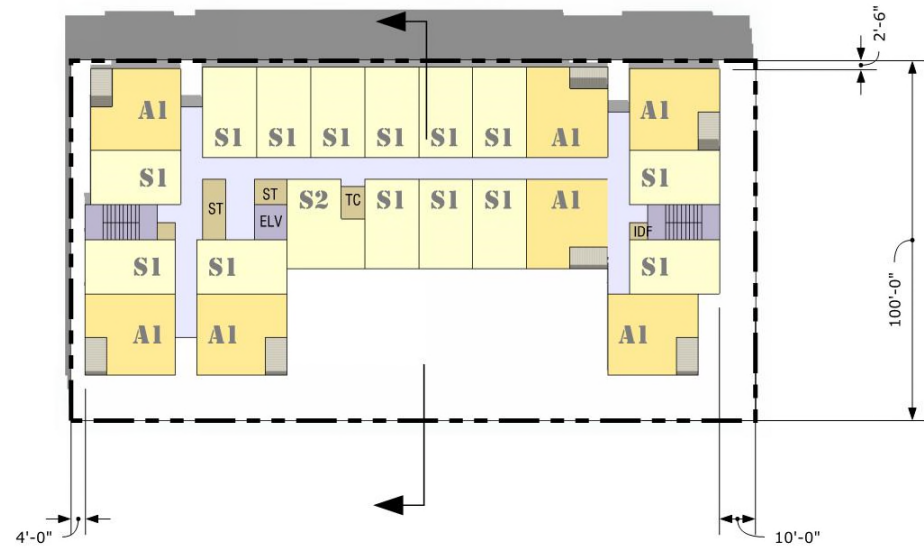 2'-6"
A1
A1
S1 S1 S1 S1 S1 S1 A1
S1
S1
ST
ST
S2
TC
S1 S1 S1 A1
ELV
IDF
S1
S1
S1
A1
A1
A1
100'-0"
4'-0"
10'-0"